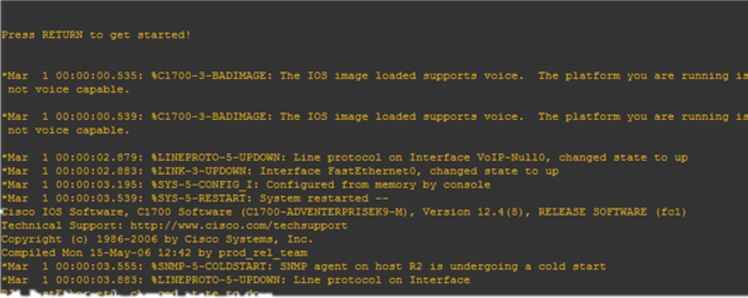 Press RETURN to get started!
*Mar  1 00:00:00.535: %C1700-3-BADIMAGE: The IOS image loaded supports voice.  The platform you are running is
not voice capable.
*Mar  1 00:00:00.539: %C1700-3-BADIMAGE: The IOS image loaded supports voice.  The platform you are running is
not voice capable.
*Mar  1 00:00:02.879: %LINEPROTO-5-UPDOWN: Line protocol on Interface VoIP-Null0, changed state to up
*Mar  1 00:00:02.883: %LINK-3-UPDOWN: Interface FastEthernet0, changed state to up
*Mar  1 00:00:03.195: %SYS-5-CONFIG_I: Configured from memory by console
*Mar  1 00:00:03.539: %SYS-5-RESTART: System restarted --
Cisco IOS Software, C1700 Software (C1700-ADVENTERPRISEK9-M), Version 12.4(8), RELEASE SOFTWARE (fc1)
Technical Support: http://www.cisco.com/techsupport
Copyright (c) 1986-2006 by Cisco Systems, Inc.
Compiled Mon 15-May-06 12:42 by prod_rel_team
*Mar  1 00:00:03.555: %SNMP-5-COLDSTART: SNMP agent on host R2 is undergoing a cold start
*Mar  1 00:00:03.883: %LINEPROTO-5-UPDOWN: Line protocol on Interface
state to